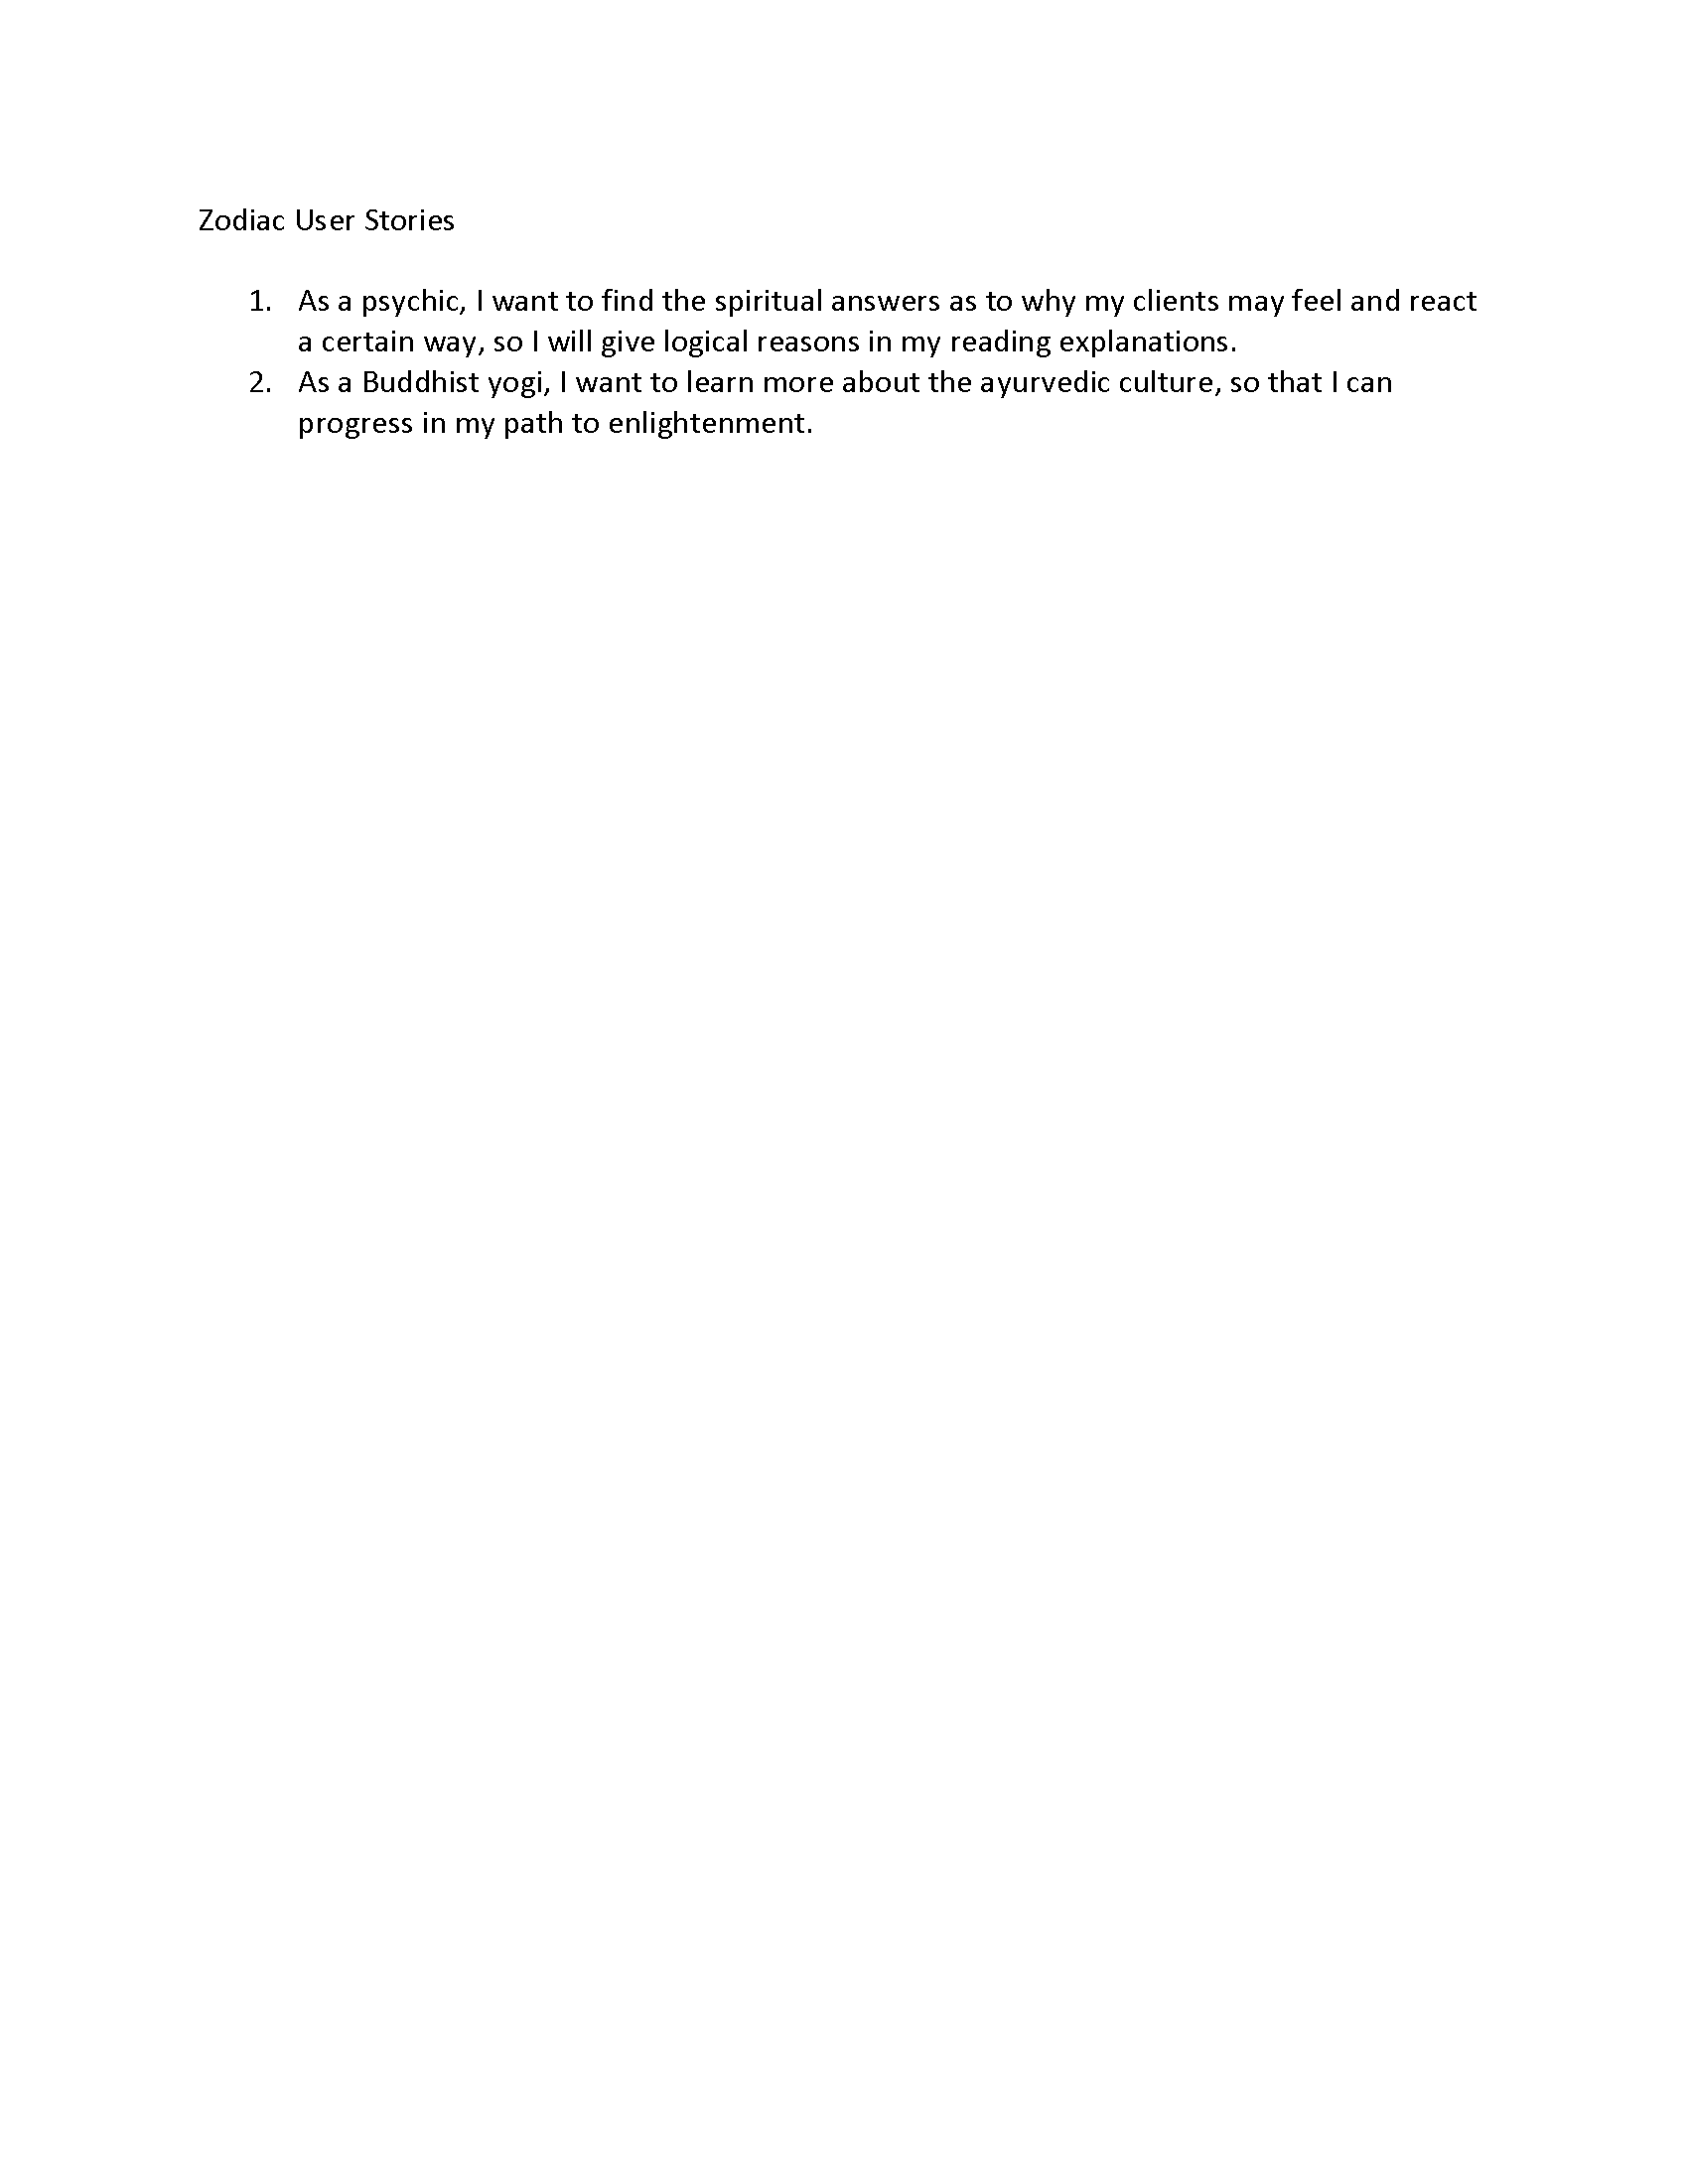 Zodiac User Stories
1. As a psychic, I want to find the spiritual answers as to why my clients may feel and react
a certain way, so I will give logical reasons in my reading explanations.
2. As a Buddhist yogi, I want to learn more about the ayurvedic culture, so that I can
progress in my path to enlightenment.